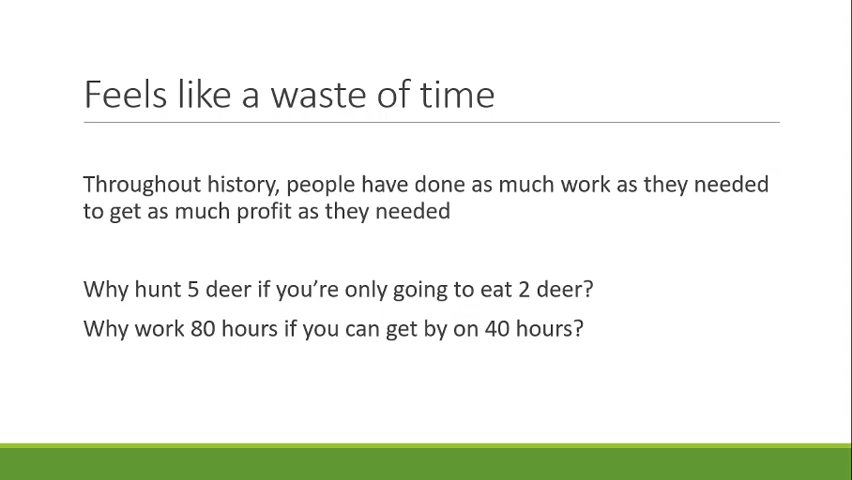 Feels like a waste of time
Throughout history, people have done as much work as they needed
to get as much profit as they needed
Why hunt 5 deer if you’re only going to eat 2 deer?
Why work 80 hours if you can get by on 40 hours?